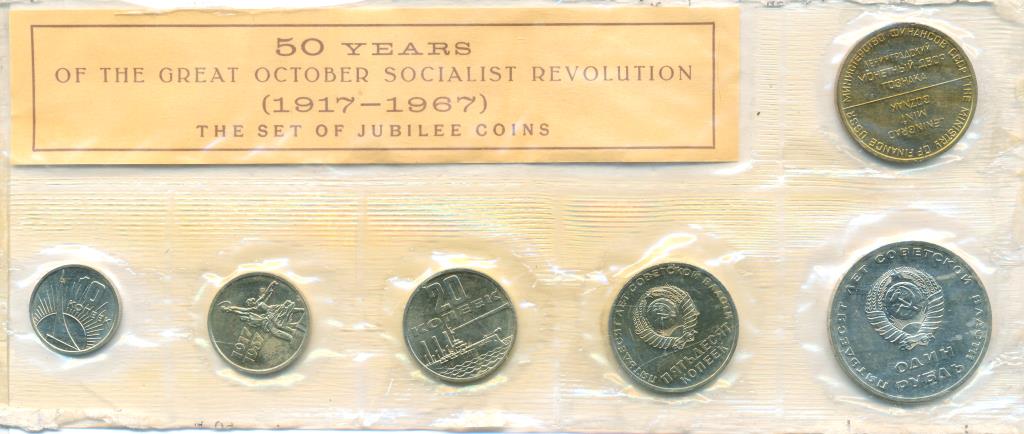 50 YEARS
OF THE GREAT OCTOBER SOCIALIST REVOLUTION
(1917-1967)
THE SET OF JUBILEE COINS
МИНИСТЕРСТВО ФИНАНСОВ СССР
ЛЕНИНГРАДСКИЙ
МОНЕТНЫЙ ДВОР
ГОЗНАКА
THE MINISTRY OF FINANCE USSR
LENINGRAD
MINT
GOZNAK
10
КОПЕЕК
1917
1967
20
КОПЕЕК
ПЯТЬДЕСЯТ ЛЕТ СОВЕТСКОЙ ВЛАСТИ
ПЯТЬДЕСЯТ
КОПЕЕК
ПЯТЬДЕСЯТ ЛЕТ СОВЕТСКОЙ ВЛАСТИ
ОДИН
РУБЛЬ